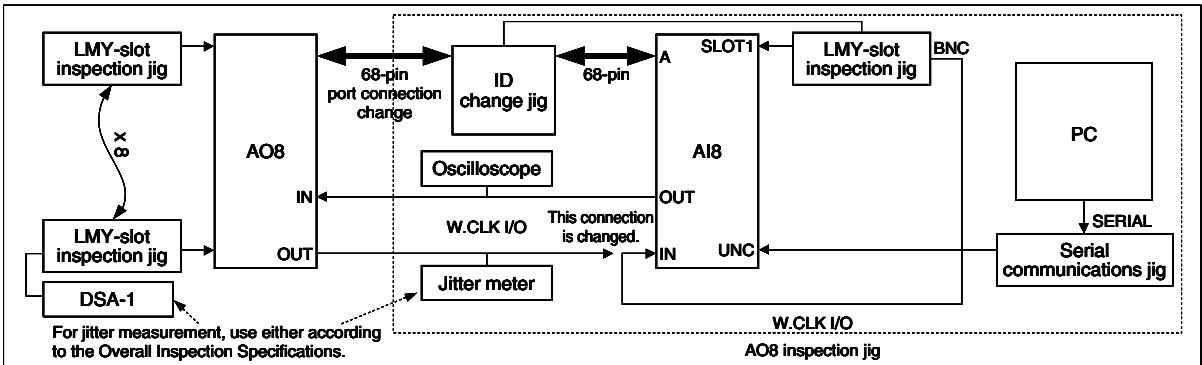 LMY-slot
inspection jig
x 8
LMY-slot
inspection jig
DSA-1
AO8
IN
OUT
68-pin
port connection
change
ID
change jig
68-pin
A
SLOT1
AI8
OUT
IN
UNC
LMY-slot
inspection jig
BNC
PC
SERIAL
Serial
communications jig
Oscilloscope
W.CLK I/O
This connection
is changed.
Jitter meter
For jitter measurement, use either according
to the Overall Inspection Specifications.
W.CLK I/O
AO8 inspection jig